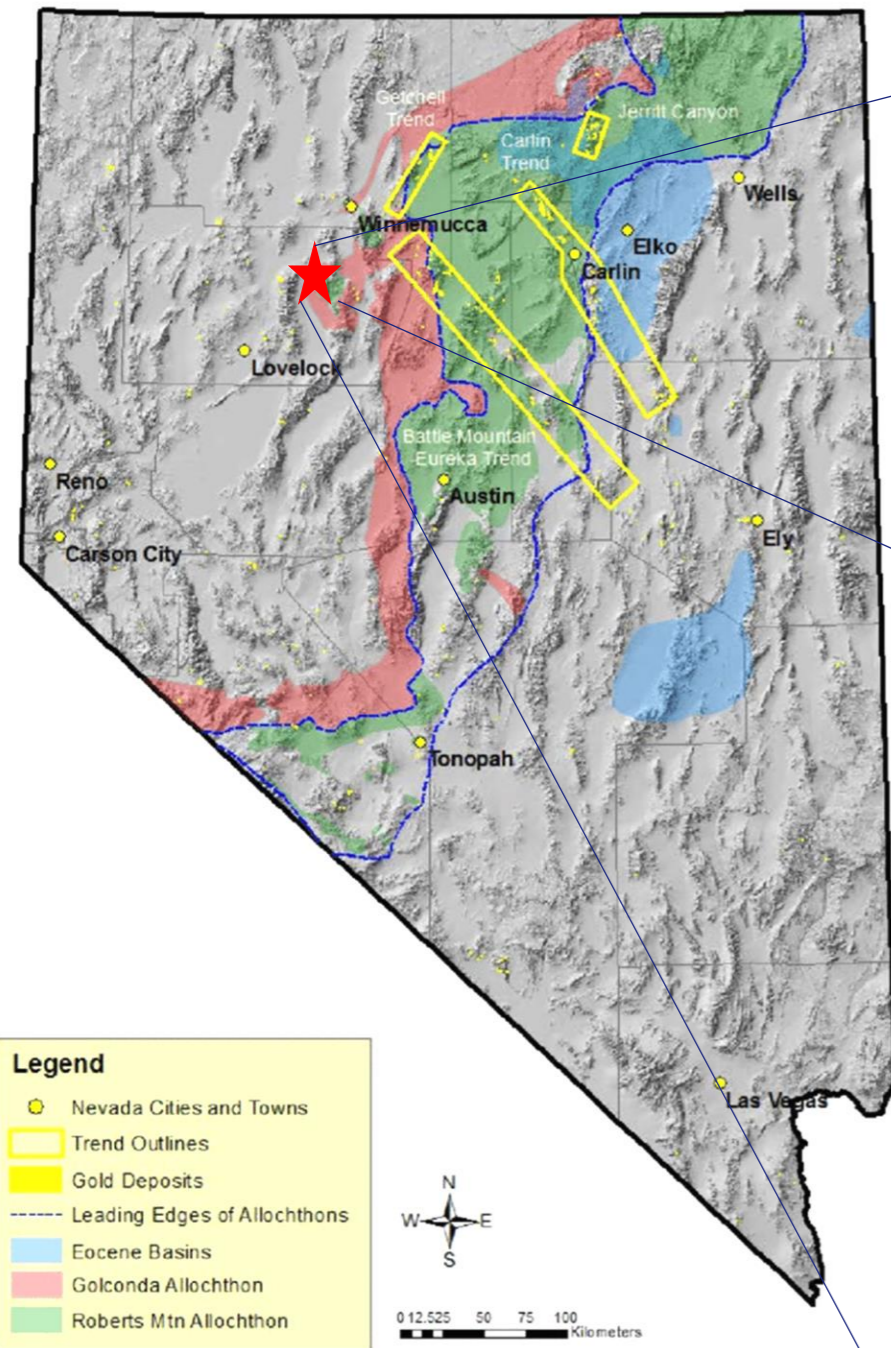 Getchell
Trend
Jerritt Canyon
Carlin
Trend
Wells
Winnemucca
Elko
Carlin
Lovelock
Battle Mountain
-Eureka Trend
Reno
Austin
Carson City
Ely
Tonopah
Las Vegas
Legend
Nevada Cities and Towns
Trend Outlines
Gold Deposits
Leading Edges of Allochthons
Eocene Basins
Golconda Allochthon
Roberts Mtn Allochthon
N
W E
S
0 12.525 50 75 100
Kilometers